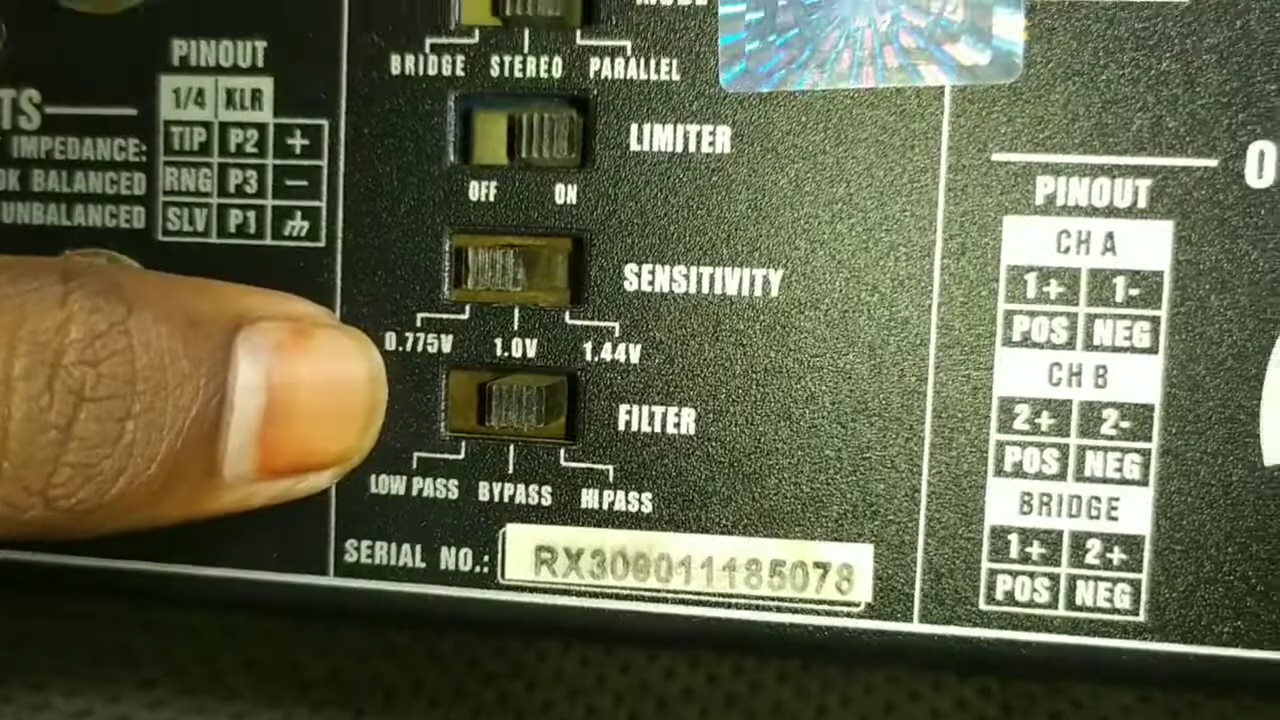 MODE
BRIDGE STEREO PARALLEL
LIMITER
OFF ON
SENSITIVITY
0.775V 1.0V 1.44V
FILTER
LOW PASS BYPASS HI PASS
SERIAL NO.: RX309011185078
PINOUT
1/4 XLR
TIP P2 +
RNG P3 −
SLV P1
IMPEDANCE:
BALANCED
UNBALANCED
PINOUT
CH A
1+ 1-
POS NEG
CH B
2+ 2-
POS NEG
BRIDGE
1+ 2+
POS NEG